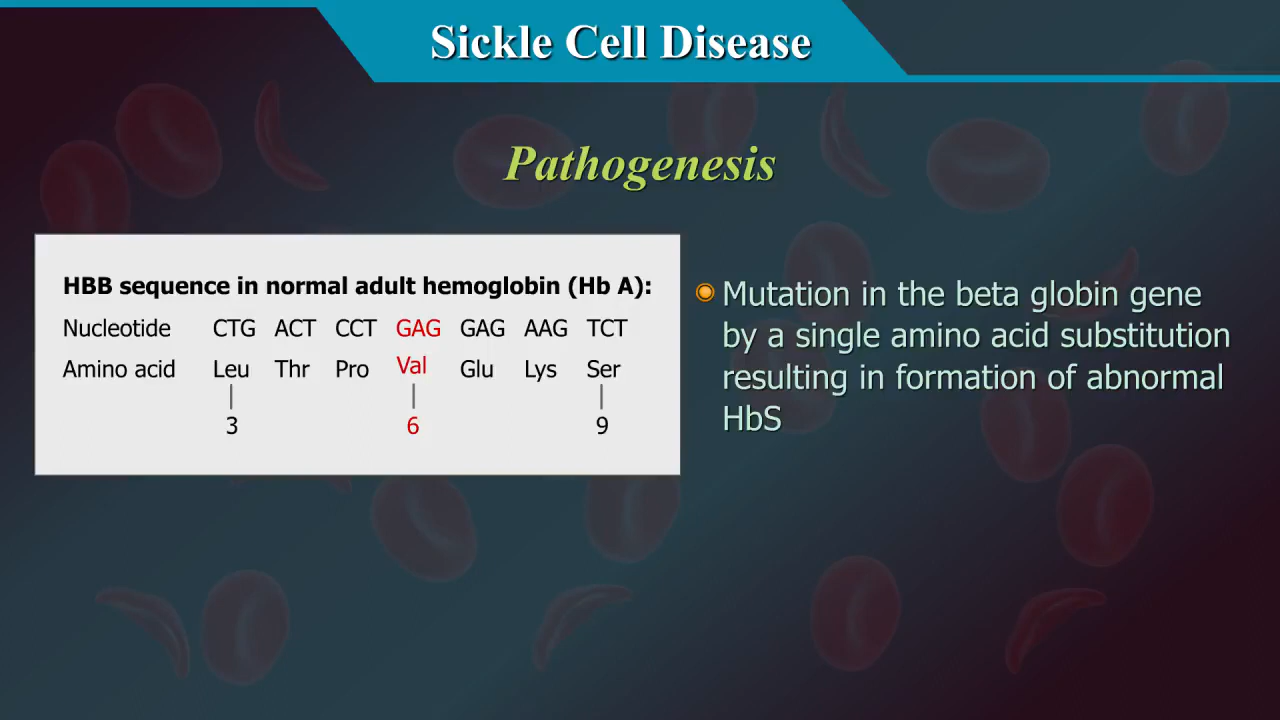 Sickle Cell Disease
Pathogenesis
HBB sequence in normal adult hemoglobin (Hb A):
Nucleotide CTG ACT CCT GAG GAG AAG TCT
Amino acid Leu Thr Pro Val Glu Lys Ser
3 6 9
Mutation in the beta globin gene
by a single amino acid substitution
resulting in formation of abnormal
HbS